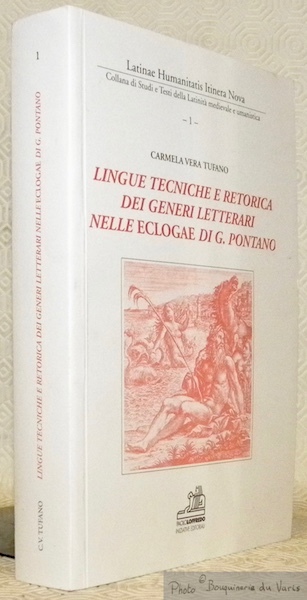 Latinae Humanitatis Itinera Nova
Collana di Studi e Testi della Latinità medievale e umanistica
– 1 –
CARMELA VERA TUFANO
LINGUE TECNICHE E RETORICA
DEI GENERI LETTERARI
NELLE ECLOGAE DI G. PONTANO
PAOLO LOFFREDO
INIZIATIVE EDITORIALI
1
LINGUE TECNICHE E RETORICA DEI GENERI LETTERARI NELLE ECLOGAE DI G. PONTANO
C. V. TUFANO
Photo © Bouquinerie du Varis